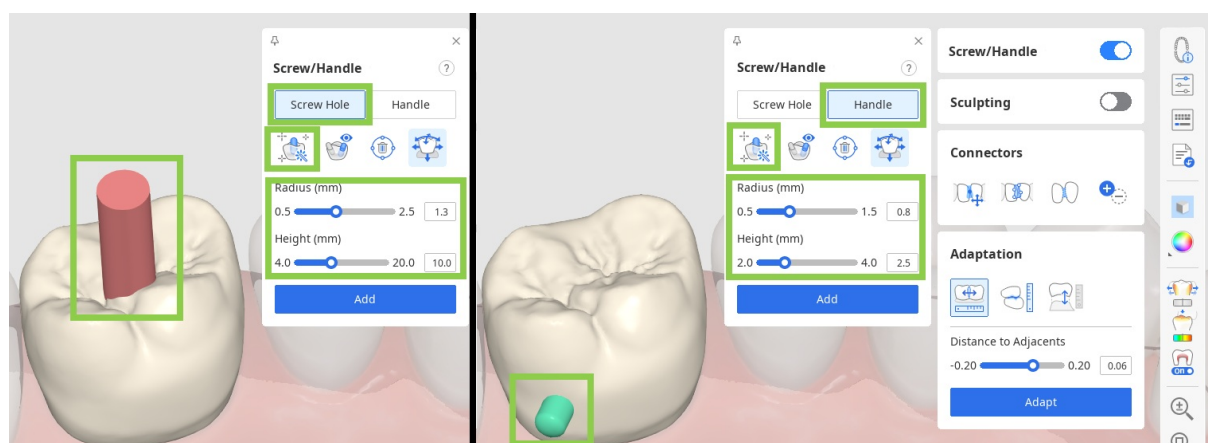 Screw/Handle
?
Screw Hole Handle
Radius (mm)
0.5 2.5 1.3
Height (mm)
4.0 20.0 10.0
Add
Screw/Handle
?
Screw Hole Handle
Radius (mm)
0.5 1.5 0.8
Height (mm)
2.0 4.0 2.5
Add
Screw/Handle
Sculpting
Connectors
Adaptation
Distance to Adjacents
-0.20 0.20 0.06
Adapt
ON